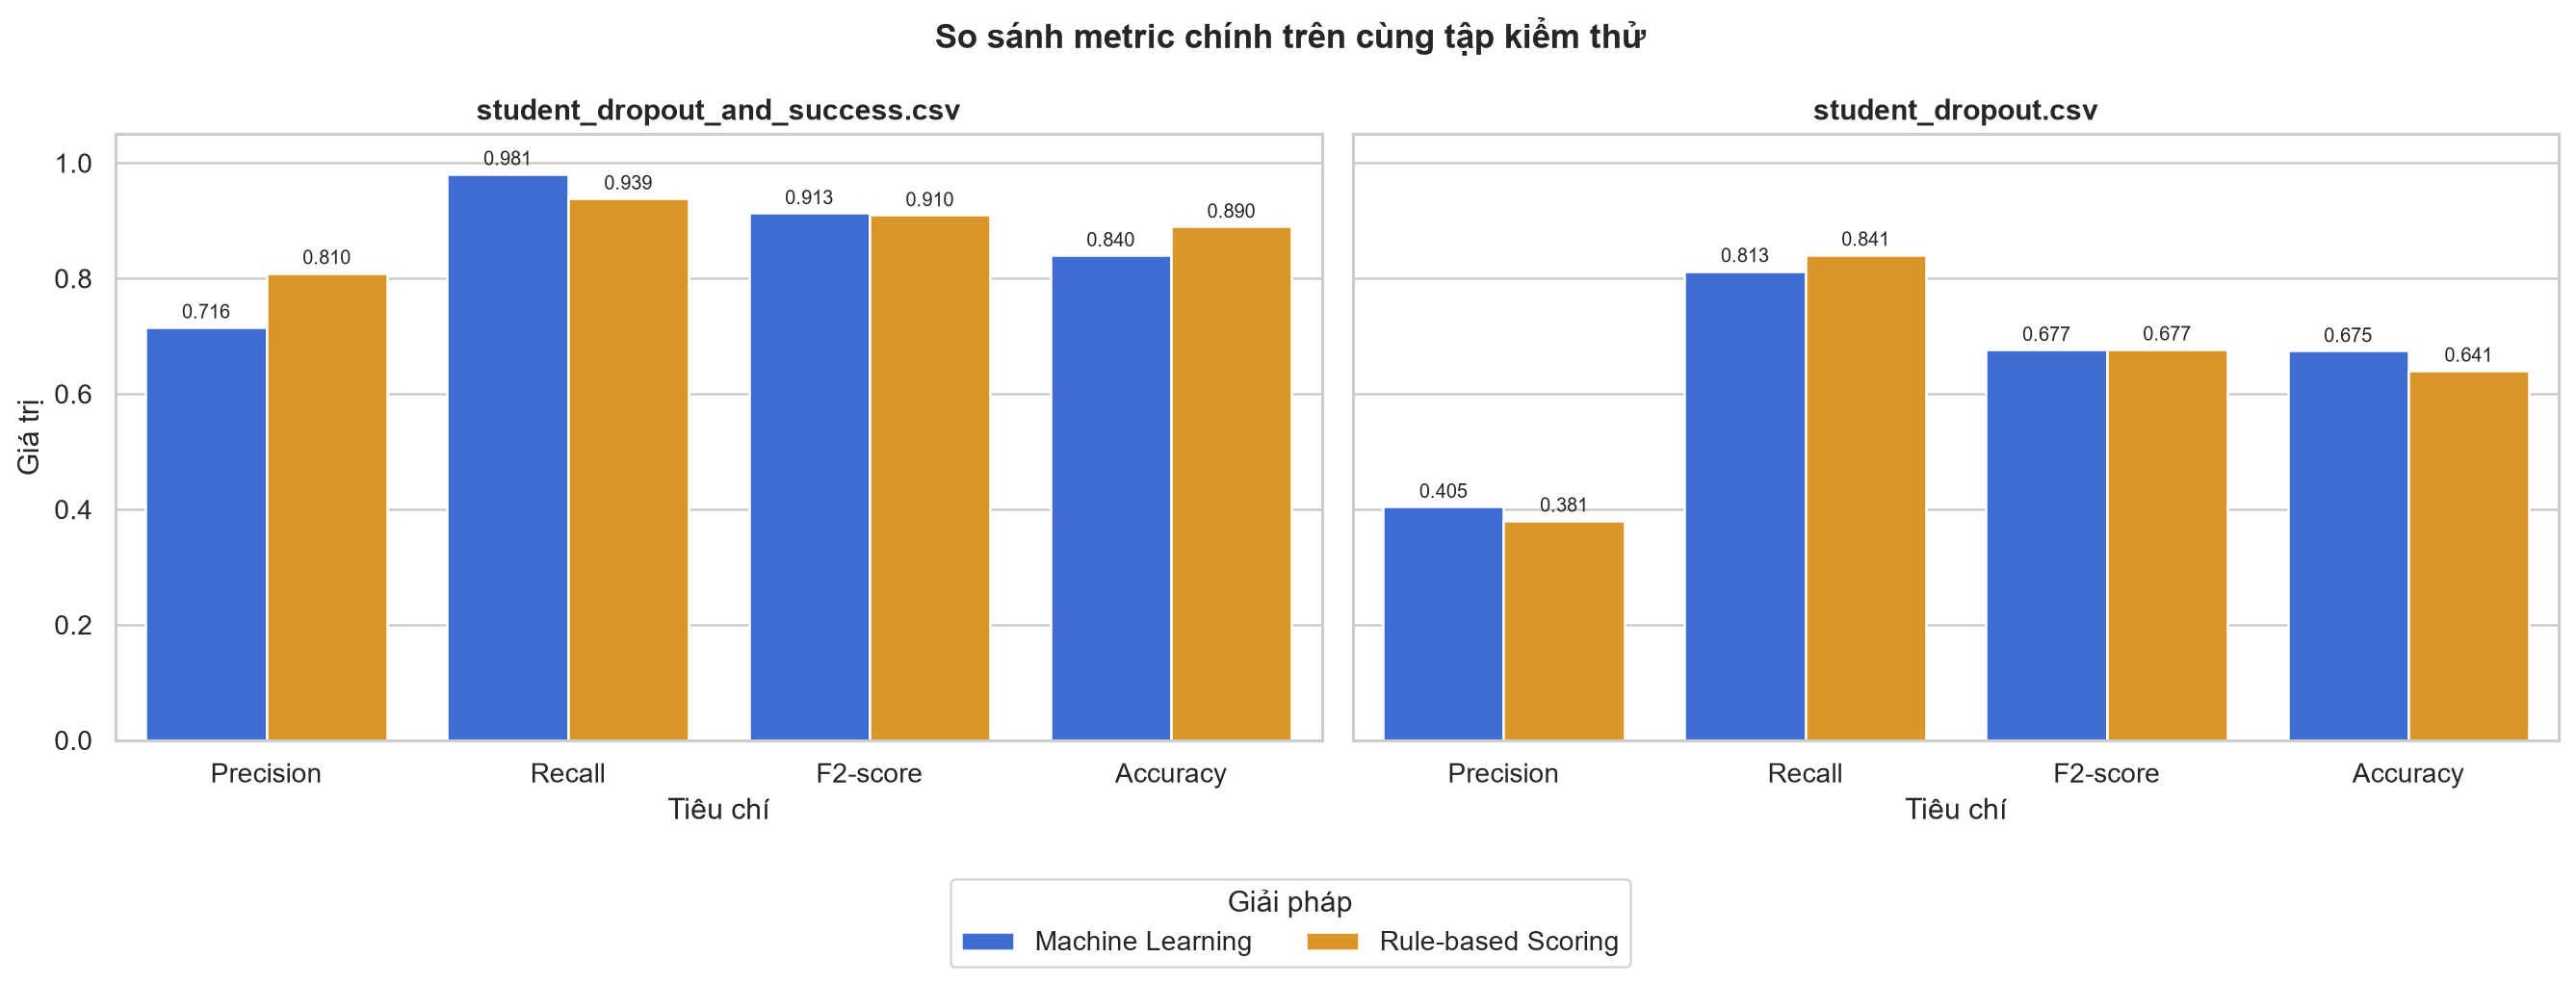 So sánh metric chính trên cùng tập kiểm thử
student_dropout_and_success.csv
student_dropout.csv
Giá trị
1.0
0.8
0.6
0.4
0.2
0.0
0.716
0.810
0.981
0.939
0.913
0.910
0.840
0.890
0.405
0.381
0.813
0.841
0.677
0.677
0.675
0.641
Precision
Recall
F2-score
Accuracy
Tiêu chí
Precision
Recall
F2-score
Accuracy
Tiêu chí
Giải pháp
Machine Learning
Rule-based Scoring